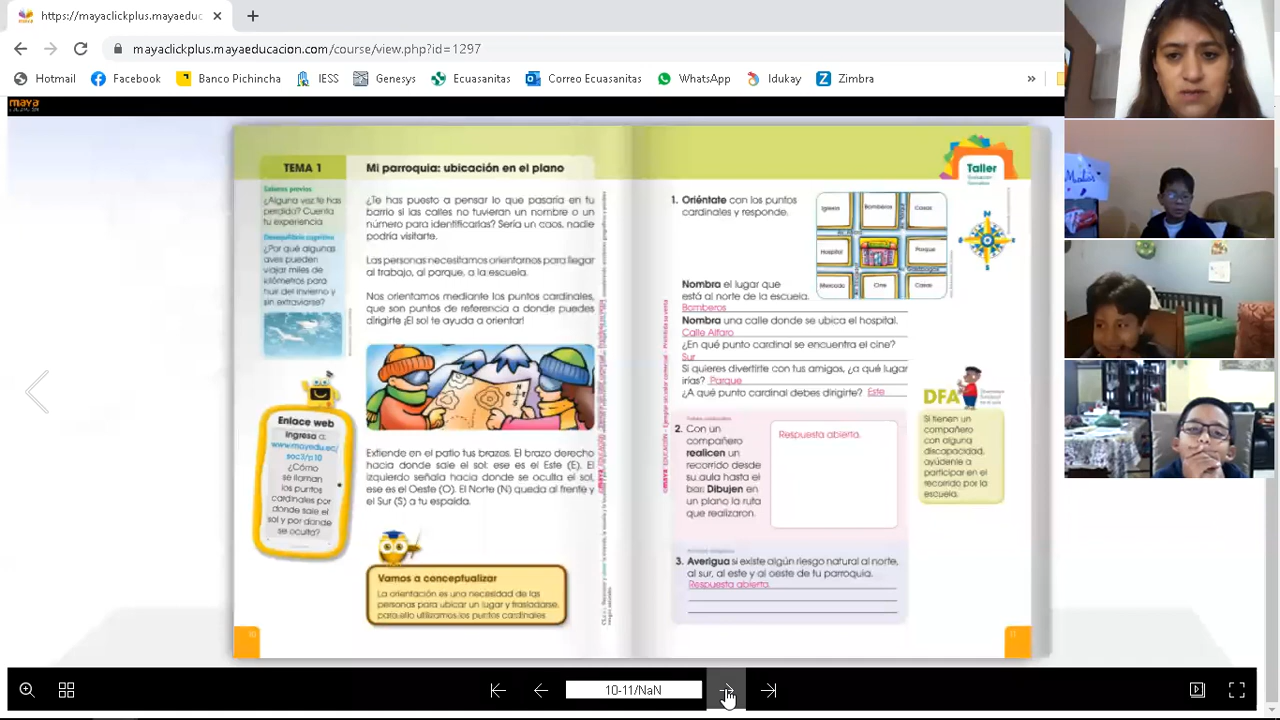 https://mayaclickplus.mayaeduc
mayaclickplus.mayaeducacion.com/course/view.php?id=1297
Hotmail
Facebook
Banco Pichincha
IESS
Genesys
Ecuasanitas
Correo Ecuasanitas
WhatsApp
Idukay
Zimbra
»
maya
TEMA 1
Mi parroquia: ubicación en el plano
Saberes previos
¿Alguna vez te has
perdido? Cuenta
tu experiencia.
Desequilibrio cognitivo
¿Por qué algunas
aves pueden
viajar miles de
kilómetros para
huir del invierno y
sin extraviarse?
Enlace web
Ingresa a:
www.mayaedu.ec/
soc3/p10
¿Cómo
se llaman
los puntos
cardinales por
donde sale el
sol y por donde
se oculta?
¿Te has puesto a pensar lo que pasaría en tu
barrio si las calles no tuvieran un nombre o un
número para identificarlas? Sería un caos, nadie
podría visitarte.
Las personas necesitamos orientarnos para llegar
al trabajo, al parque, a la escuela.
Nos orientamos mediante los puntos cardinales,
que son puntos de referencia a donde puedes
dirigirte ¡El sol te ayuda a orientar!
Extiende en el patio tus brazos. El brazo derecho
hacia donde sale el sol: ese es el Este (E). El
izquierdo señala hacia donde se oculta el sol,
ese es el Oeste (O). El Norte (N) queda al frente y
el Sur (S) a tu espalda.
Vamos a conceptualizar
La orientación es una necesidad de las
personas para ubicar un lugar y trasladarse,
para ello utilizamos los puntos cardinales.
10
Taller
Evaluación
formativa
1. Oriéntate con los puntos
cardinales y responde.
Iglesia
Bomberos
Casas
Hospital
Parque
Mercado
Cine
Casas
N
S
Nombra el lugar que
está al norte de la escuela.
Bomberos
Nombra una calle donde se ubica el hospital.
Calle Alfaro
¿En qué punto cardinal se encuentra el cine?
Sur
Si quieres divertirte con tus amigos, ¿a qué lugar
irías? Parque
¿A qué punto cardinal debes dirigirte? Este
Trabajo colaborativo
2. Con un
compañero
realicen un
recorrido desde
su aula hasta el
bar. Dibujen en
un plano la ruta
que realizaron.
Respuesta abierta.
DFA
Si tienen un
compañero
con alguna
discapacidad,
ayúdenle a
participar en el
recorrido por la
escuela.
3. Averigua si existe algún riesgo natural al norte,
al sur, al este y al oeste de tu parroquia.
Respuesta abierta.
11
10-11/NaN